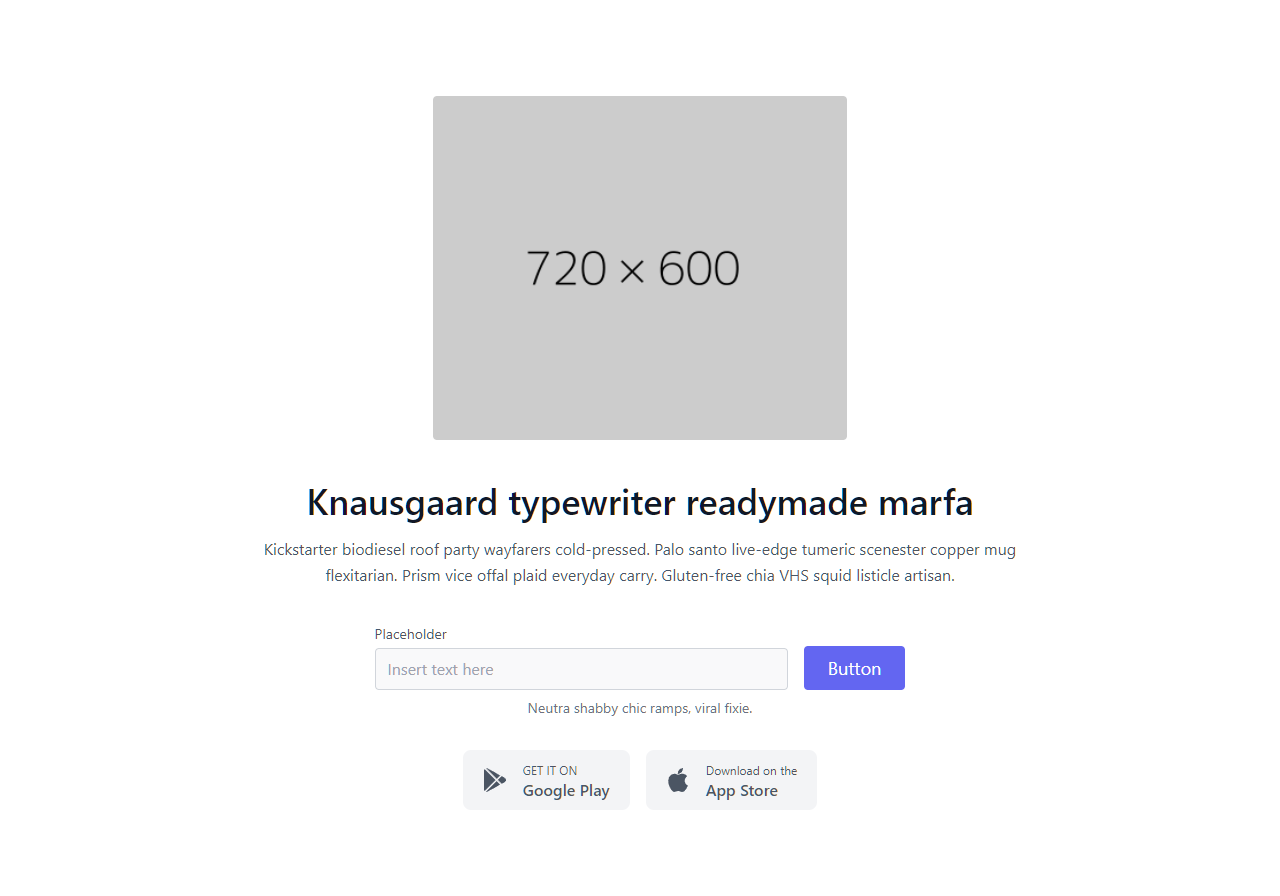 720 × 600
Knausgaard typewriter readymade marfa
Kickstarter biodiesel roof party wayfarers cold-pressed. Palo santo live-edge tumeric scenester copper mug
flexitarian. Prism vice offal plaid everyday carry. Gluten-free chia VHS squid listicle artisan.
Placeholder
Insert text here
Button
Neutra shabby chic ramps, viral fixie.
GET IT ON
Google Play
Download on the
App Store